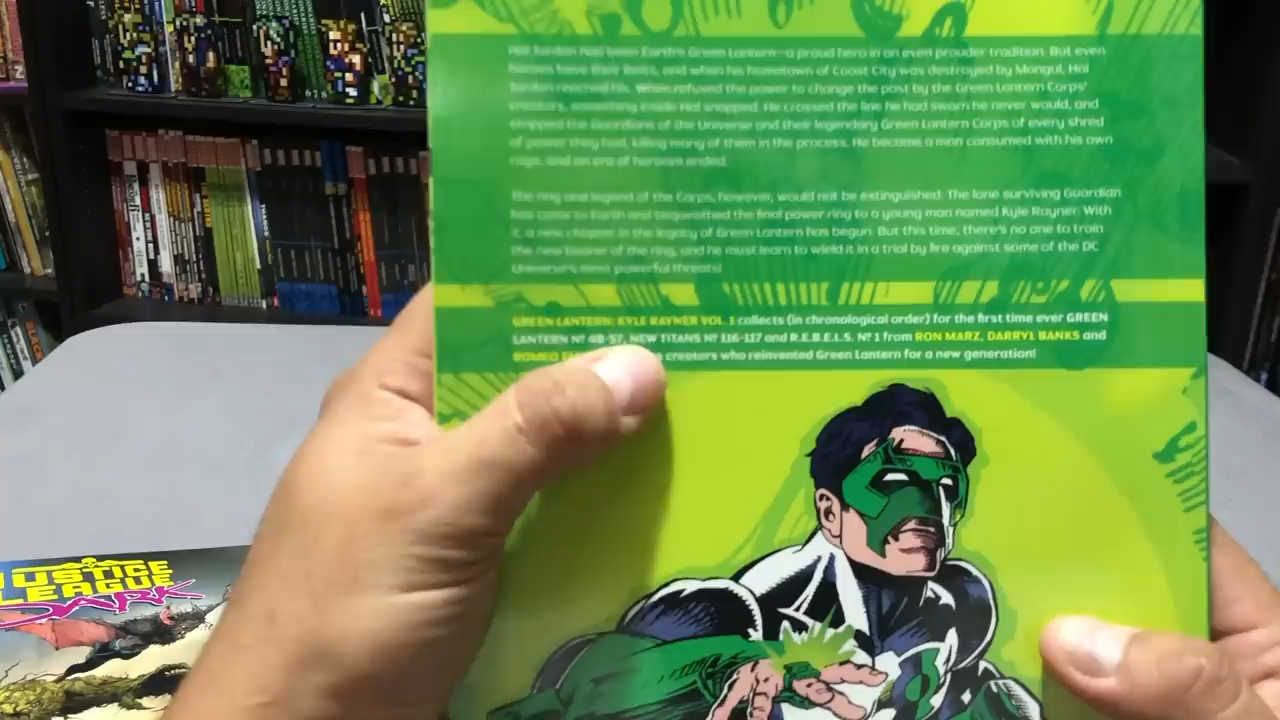 Hal Jordan had been Earth's Green Lantern—a proud hero in an even prouder tradition. But even
heroes have their limits, and when his hometown of Coast City was destroyed by Mongul, Hal
Jordan reached his. When refused the power to change the past by the Green Lantern Corps'
creators, something inside Hal snapped. He crossed the line he had sworn he never would, and
stripped the Guardians of the Universe and their legendary Green Lantern Corps of every shred
of power they had, killing many of them in the process. He became a man consumed with his own
rage, and an era of heroism ended.
The ring and legend of the Corps, however, would not be extinguished. The lone surviving Guardian
has come to Earth and bequeathed the final power ring to a young man named Kyle Rayner. With
it, a new chapter in the legacy of Green Lantern has begun. But this time, there's no one to train
the new bearer of the ring, and he must learn to wield it in a trial by fire against some of the DC
Universe's most powerful threats!
GREEN LANTERN: KYLE RAYNER VOL. 1 collects (in chronological order) for the first time ever GREEN
LANTERN Nº 48-57, NEW TITANS Nº 116-117 and R.E.B.E.L.S. Nº 1 from RON MARZ, DARRYL BANKS and
ROMEO creators who reinvented Green Lantern for a new generation!
JUSTICE
LEAGUE
DARK